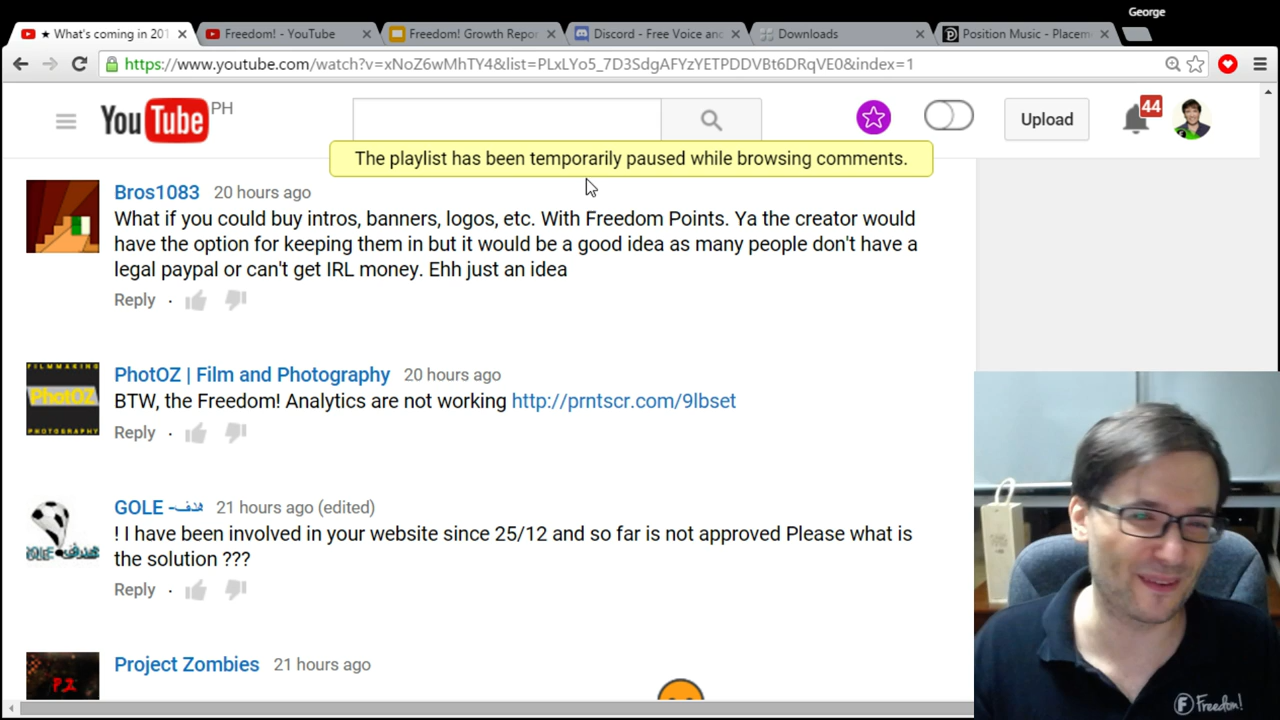 George
★ What's coming in 201
Freedom! - YouTube
Freedom! Growth Repor
Discord - Free Voice and
Downloads
Position Music - Placem
https://www.youtube.com/watch?v=xNoZ6wMhTY4&list=PLxLYo5_7D3SdgAFYzYETPDDVBt6DRqVE0&index=1
YouTube PH
Upload
44
The playlist has been temporarily paused while browsing comments.
Bros1083 20 hours ago
What if you could buy intros, banners, logos, etc. With Freedom Points. Ya the creator would
have the option for keeping them in but it would be a good idea as many people don't have a
legal paypal or can't get IRL money. Ehh just an idea
Reply ·
FILMMAKING
PhotOZ
PHOTOGRAPHY
PhotOZ | Film and Photography 20 hours ago
BTW, the Freedom! Analytics are not working http://prntscr.com/9lbset
Reply ·
GOLE -هدف 21 hours ago (edited)
! I have been involved in your website since 25/12 and so far is not approved Please what is
the solution ???
Reply ·
Project Zombies 21 hours ago
PZ
Freedom!